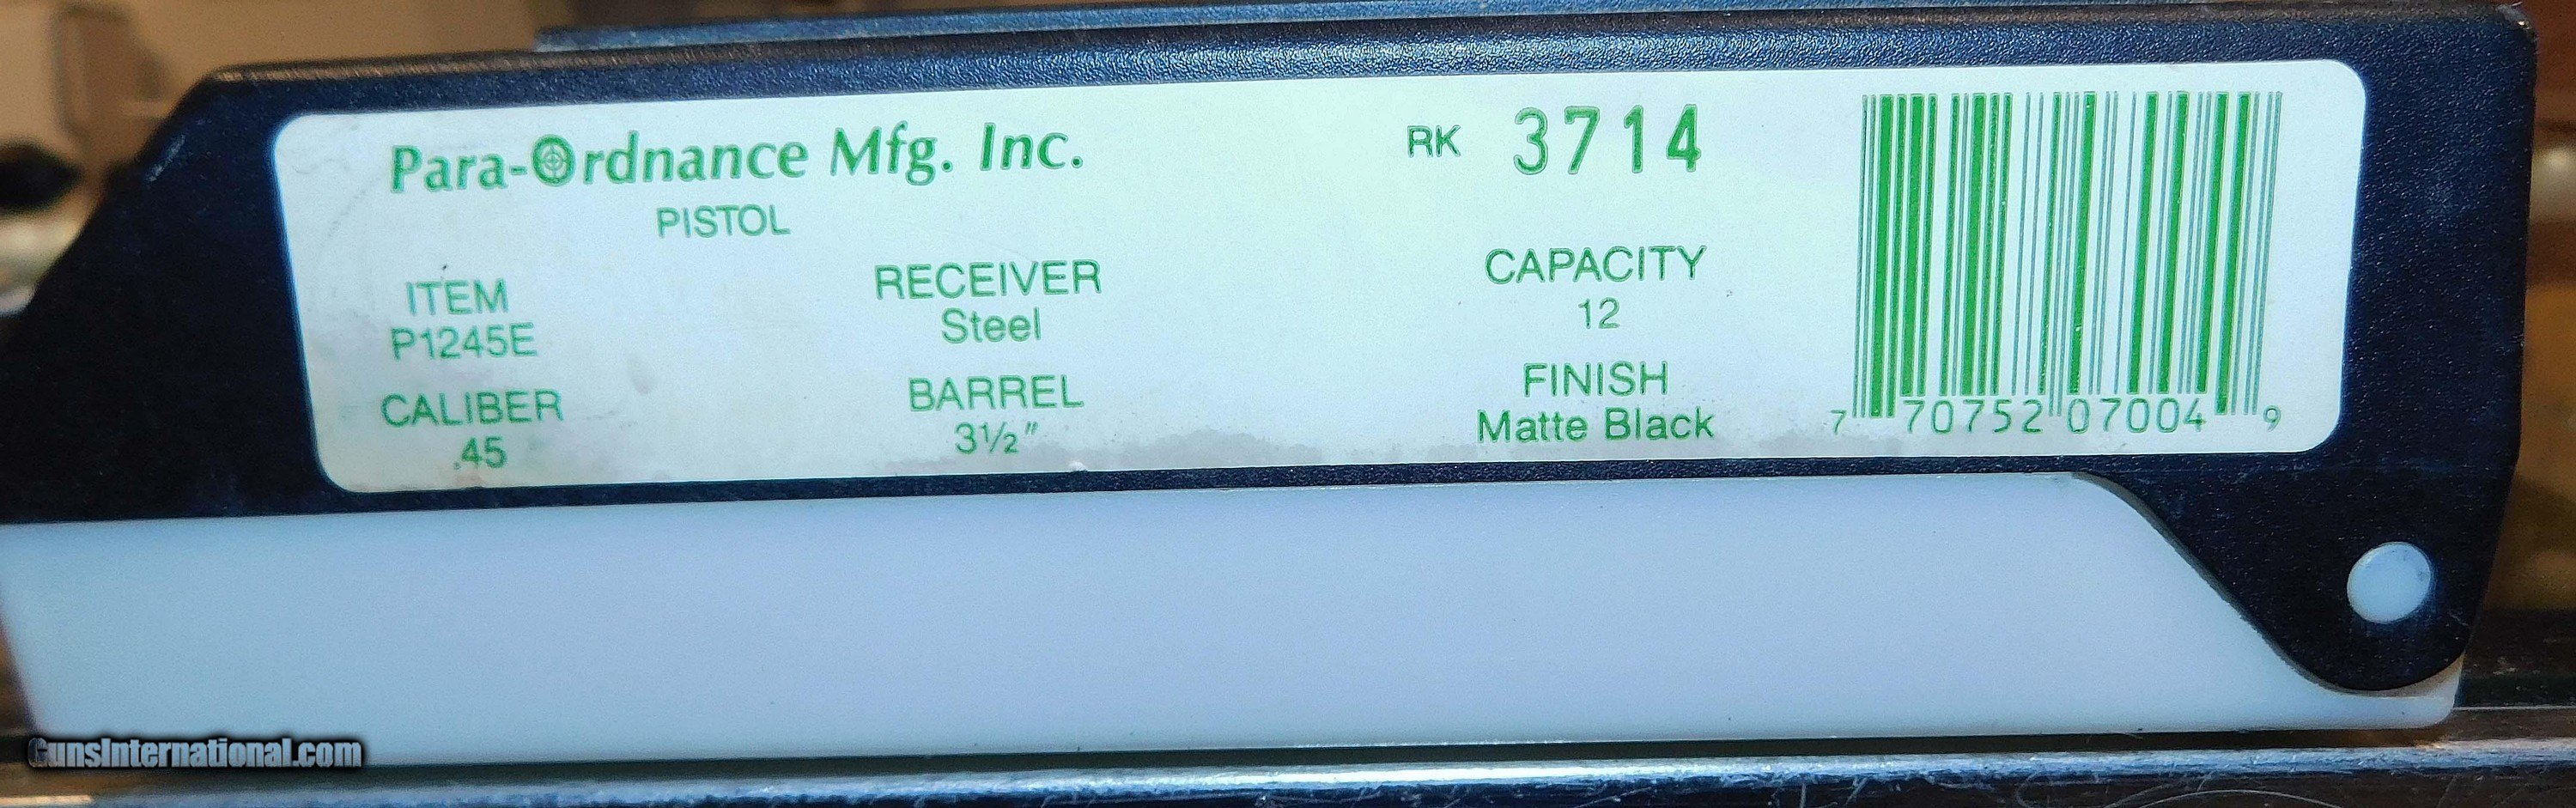 Para-Ordnance Mfg. Inc.
PISTOL
RK 3714
ITEM
P1245E
RECEIVER
Steel
CAPACITY
12
CALIBER
.45
BARREL
3½"
FINISH
Matte Black
7 70752 07004 9
GunsInternational.com